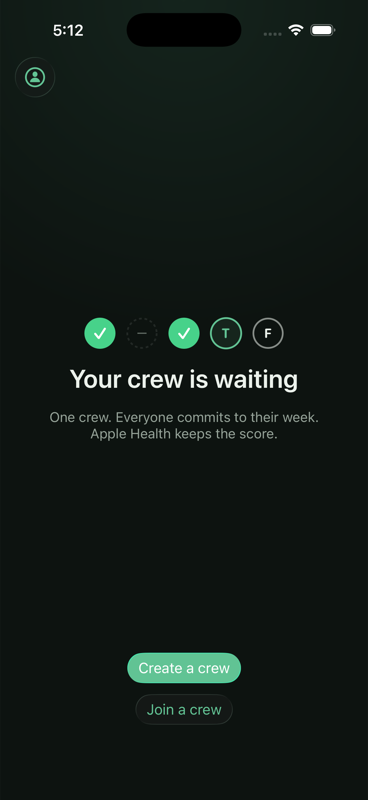 5:12
T F
Your crew is waiting
One crew. Everyone commits to their week.
Apple Health keeps the score.
Create a crew
Join a crew